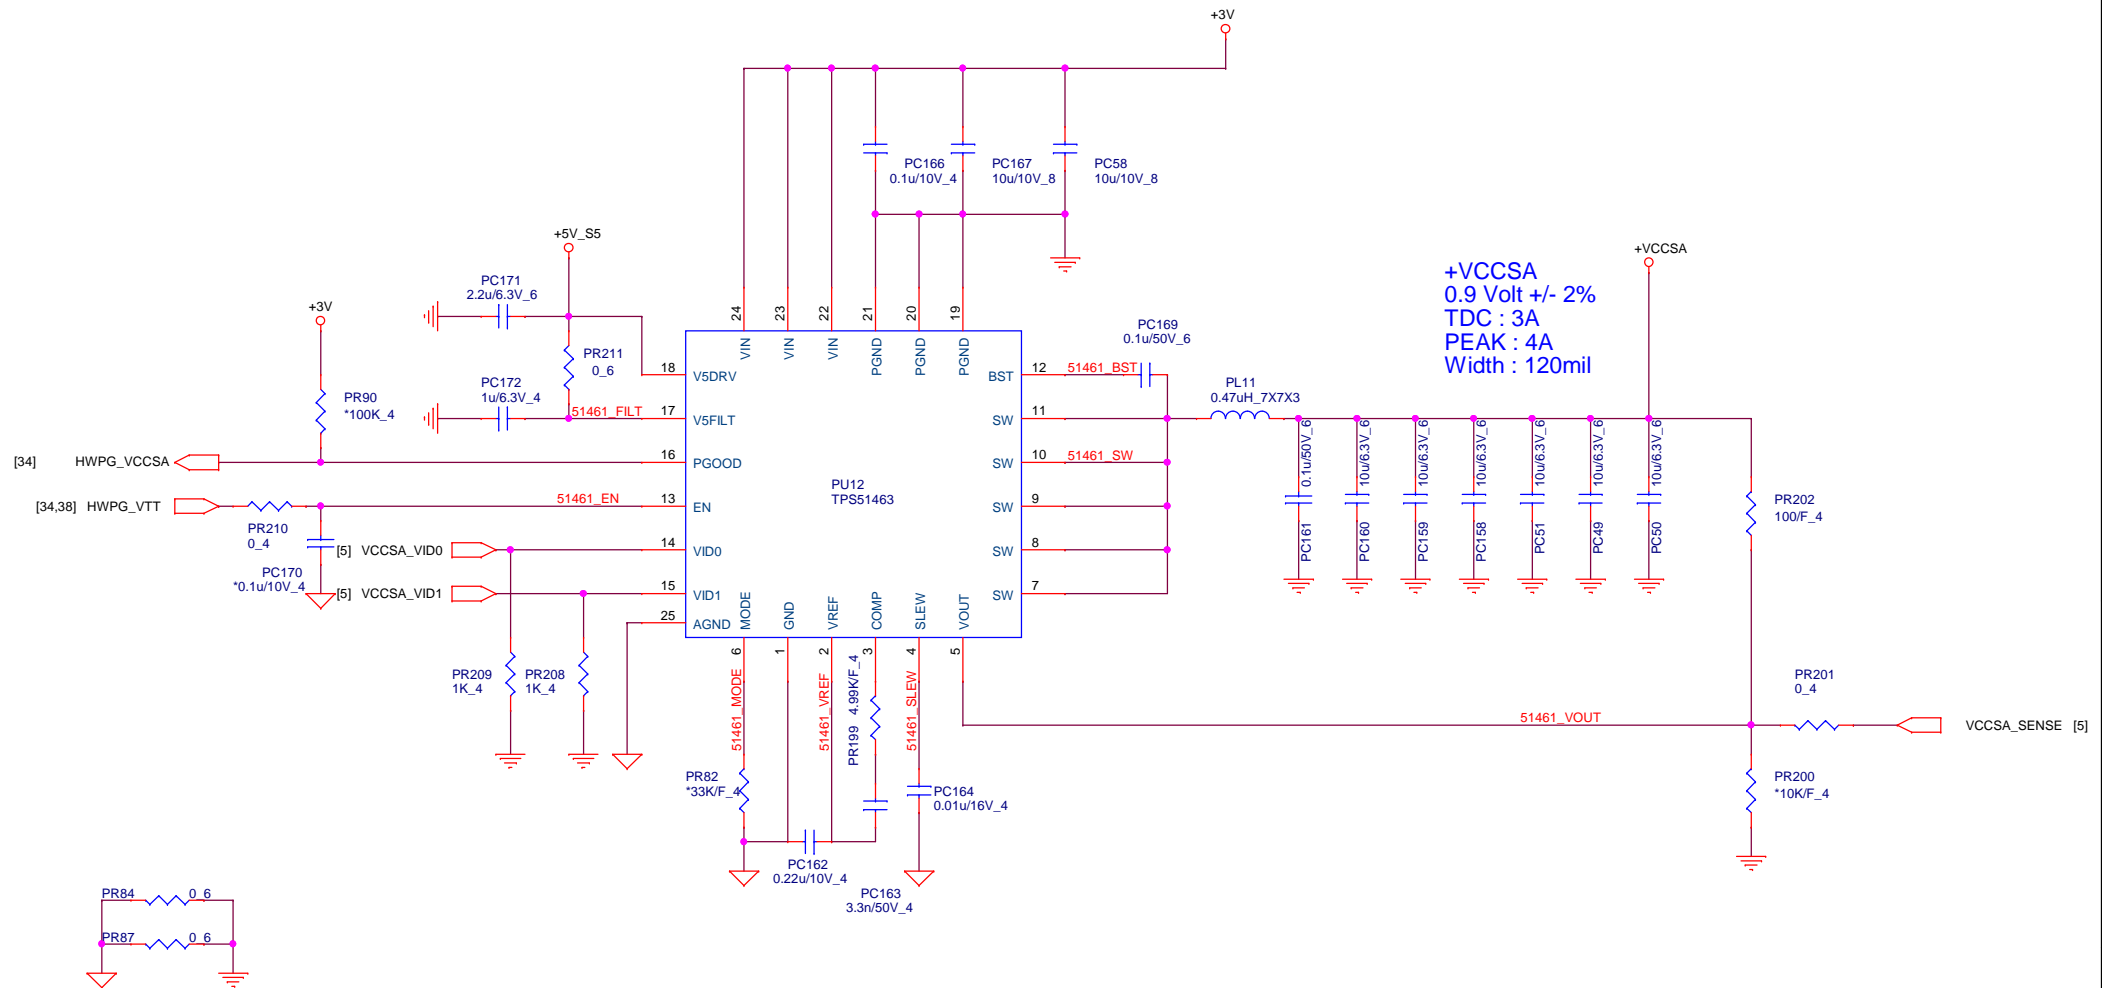 +3V
PC166
0.1u/10V_4
PC167
10u/10V_8
PC58
10u/10V_8
+5V_S5
PC171
2.2u/6.3V_6
+3V
PR211
0_6
PC172
1u/6.3V_4
51461_FILT
PR90
*100K_4
[34] HWPG_VCCSA
[34,38] HWPG_VTT
PR210
0_4
51461_EN
PC170
*0.1u/10V_4
[5] VCCSA_VID0
[5] VCCSA_VID1
PR209
1K_4
PR208
1K_4
24 VIN
23 VIN
22 VIN
21 PGND
20 PGND
19 PGND
18 V5DRV
17 V5FILT
16 PGOOD
13 EN
14 VID0
15 VID1
25 AGND
PU12
TPS51463
BST 12
SW 11
SW 10
SW 9
SW 8
SW 7
MODE 6
GND 1
VREF 2
COMP 3
SLEW 4
VOUT 5
51461_BST
PC169
0.1u/50V_6
51461_SW
PL11
0.47uH_7X7X3
+VCCSA
0.9 Volt +/- 2%
TDC : 3A
PEAK : 4A
Width : 120mil
+VCCSA
PC161 0.1u/50V_6
PC160 10u/6.3V_6
PC159 10u/6.3V_6
PC158 10u/6.3V_6
PC51 10u/6.3V_6
PC49 10u/6.3V_6
PC50 10u/6.3V_6
PR202
100/F_4
51461_MODE
51461_VREF
PR199 4.99K/F_4
51461_SLEW
51461_VOUT
PR201
0_4
VCCSA_SENSE [5]
PR82
*33K/F_4
PC164
0.01u/16V_4
PR200
*10K/F_4
PC162
0.22u/10V_4
PC163
3.3n/50V_4
PR84 0_6
PR87 0_6